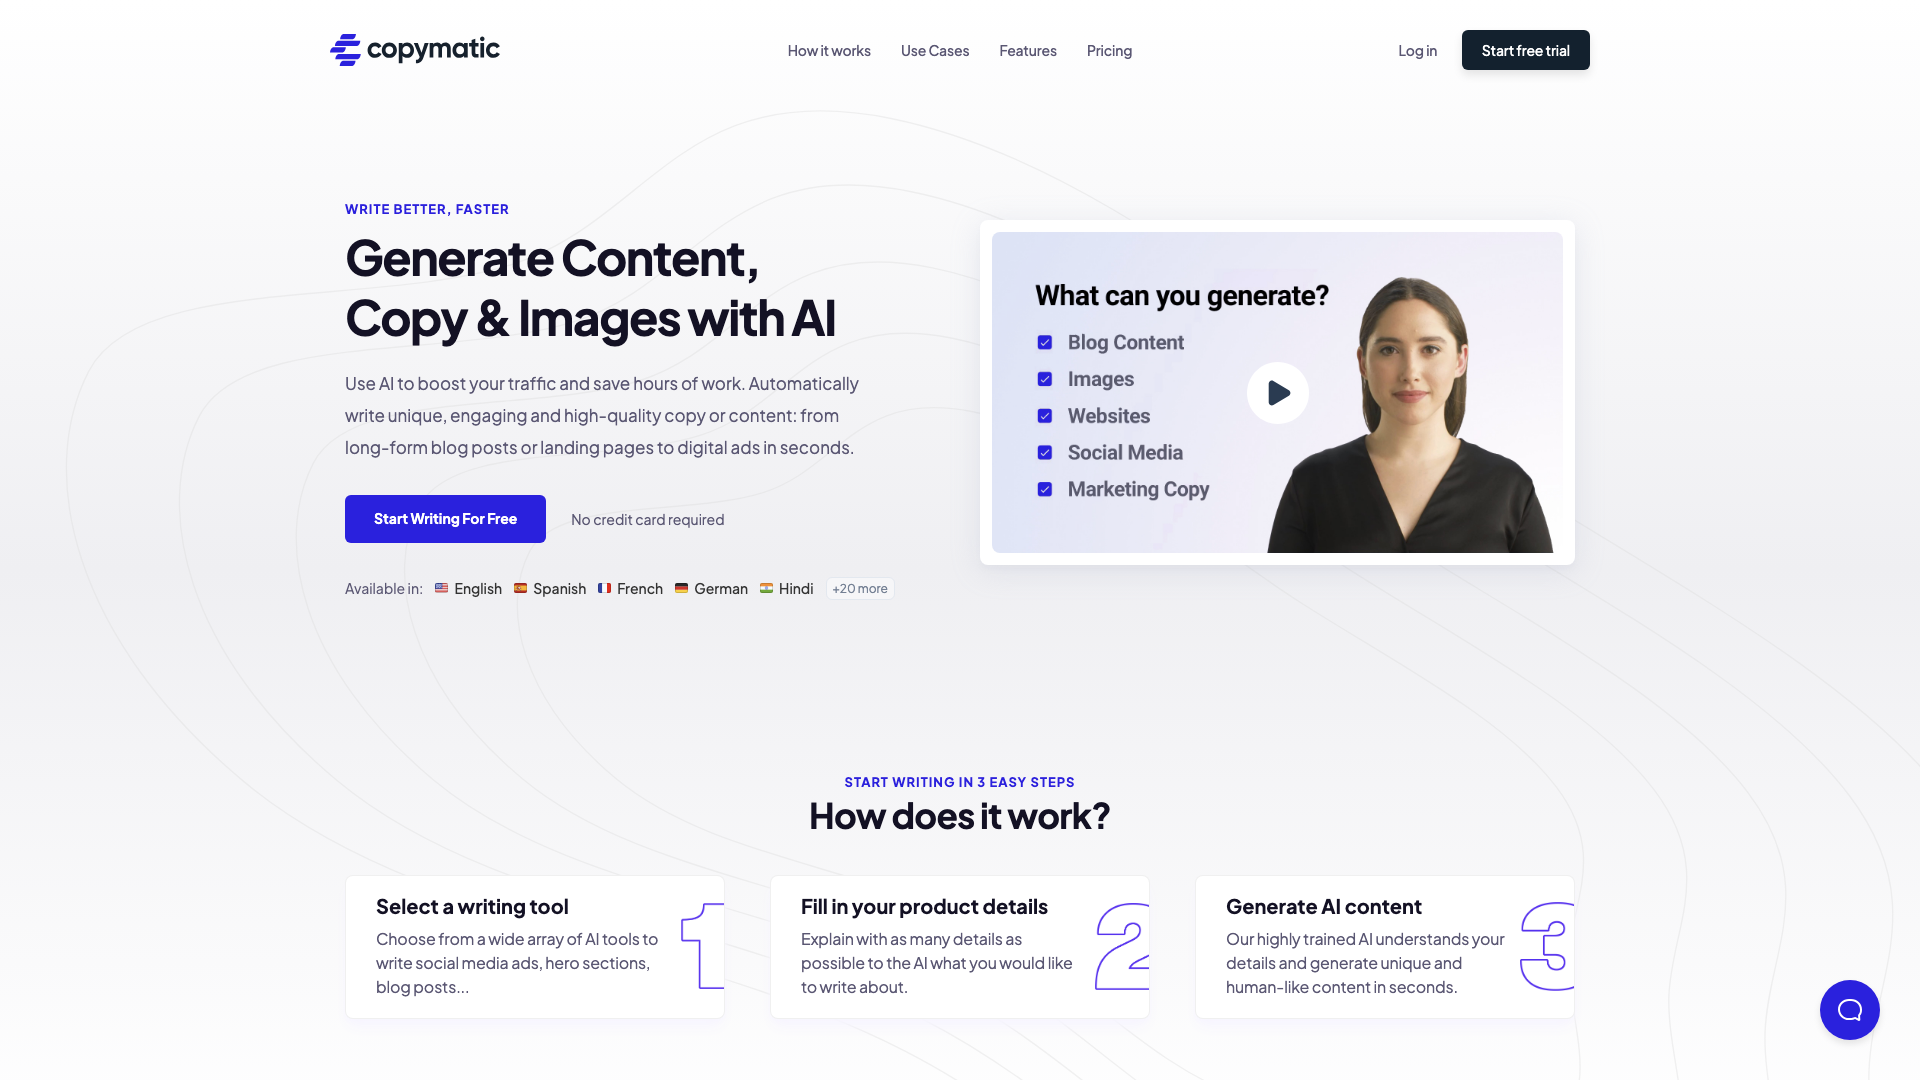 copymatic
How it works
Use Cases
Features
Pricing
Log in
Start free trial
WRITE BETTER, FASTER
Generate Content,
Copy & Images with AI
Use AI to boost your traffic and save hours of work. Automatically
write unique, engaging and high-quality copy or content: from
long-form blog posts or landing pages to digital ads in seconds.
Start Writing For Free
No credit card required
Available in: English Spanish French German Hindi +20 more
What can you generate?
Blog Content
Images
Websites
Social Media
Marketing Copy
START WRITING IN 3 EASY STEPS
How does it work?
Select a writing tool
Choose from a wide array of AI tools to
write social media ads, hero sections,
blog posts...
1
Fill in your product details
Explain with as many details as
possible to the AI what you would like
to write about.
2
Generate AI content
Our highly trained AI understands your
details and generate unique and
human-like content in seconds.
3